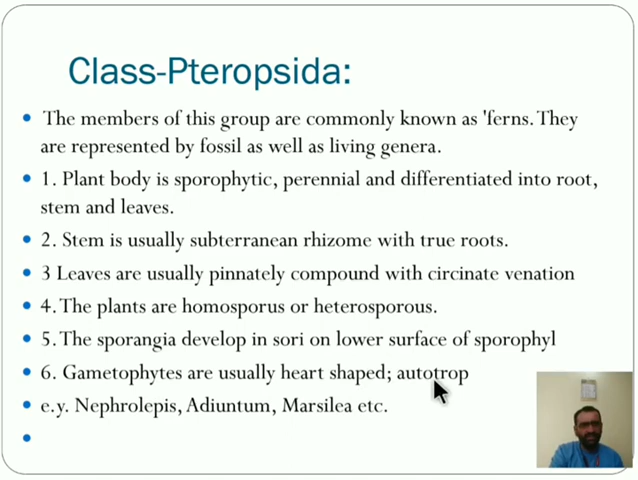 Class-Pteropsida:
The members of this group are commonly known as 'ferns. They
are represented by fossil as well as living genera.
1. Plant body is sporophytic, perennial and differentiated into root,
stem and leaves.
2. Stem is usually subterranean rhizome with true roots.
3 Leaves are usually pinnately compound with circinate venation
4. The plants are homosporus or heterosporous.
5. The sporangia develop in sori on lower surface of sporophyl
6. Gametophytes are usually heart shaped; autotrop
e.y. Nephrolepis, Adiuntum, Marsilea etc.